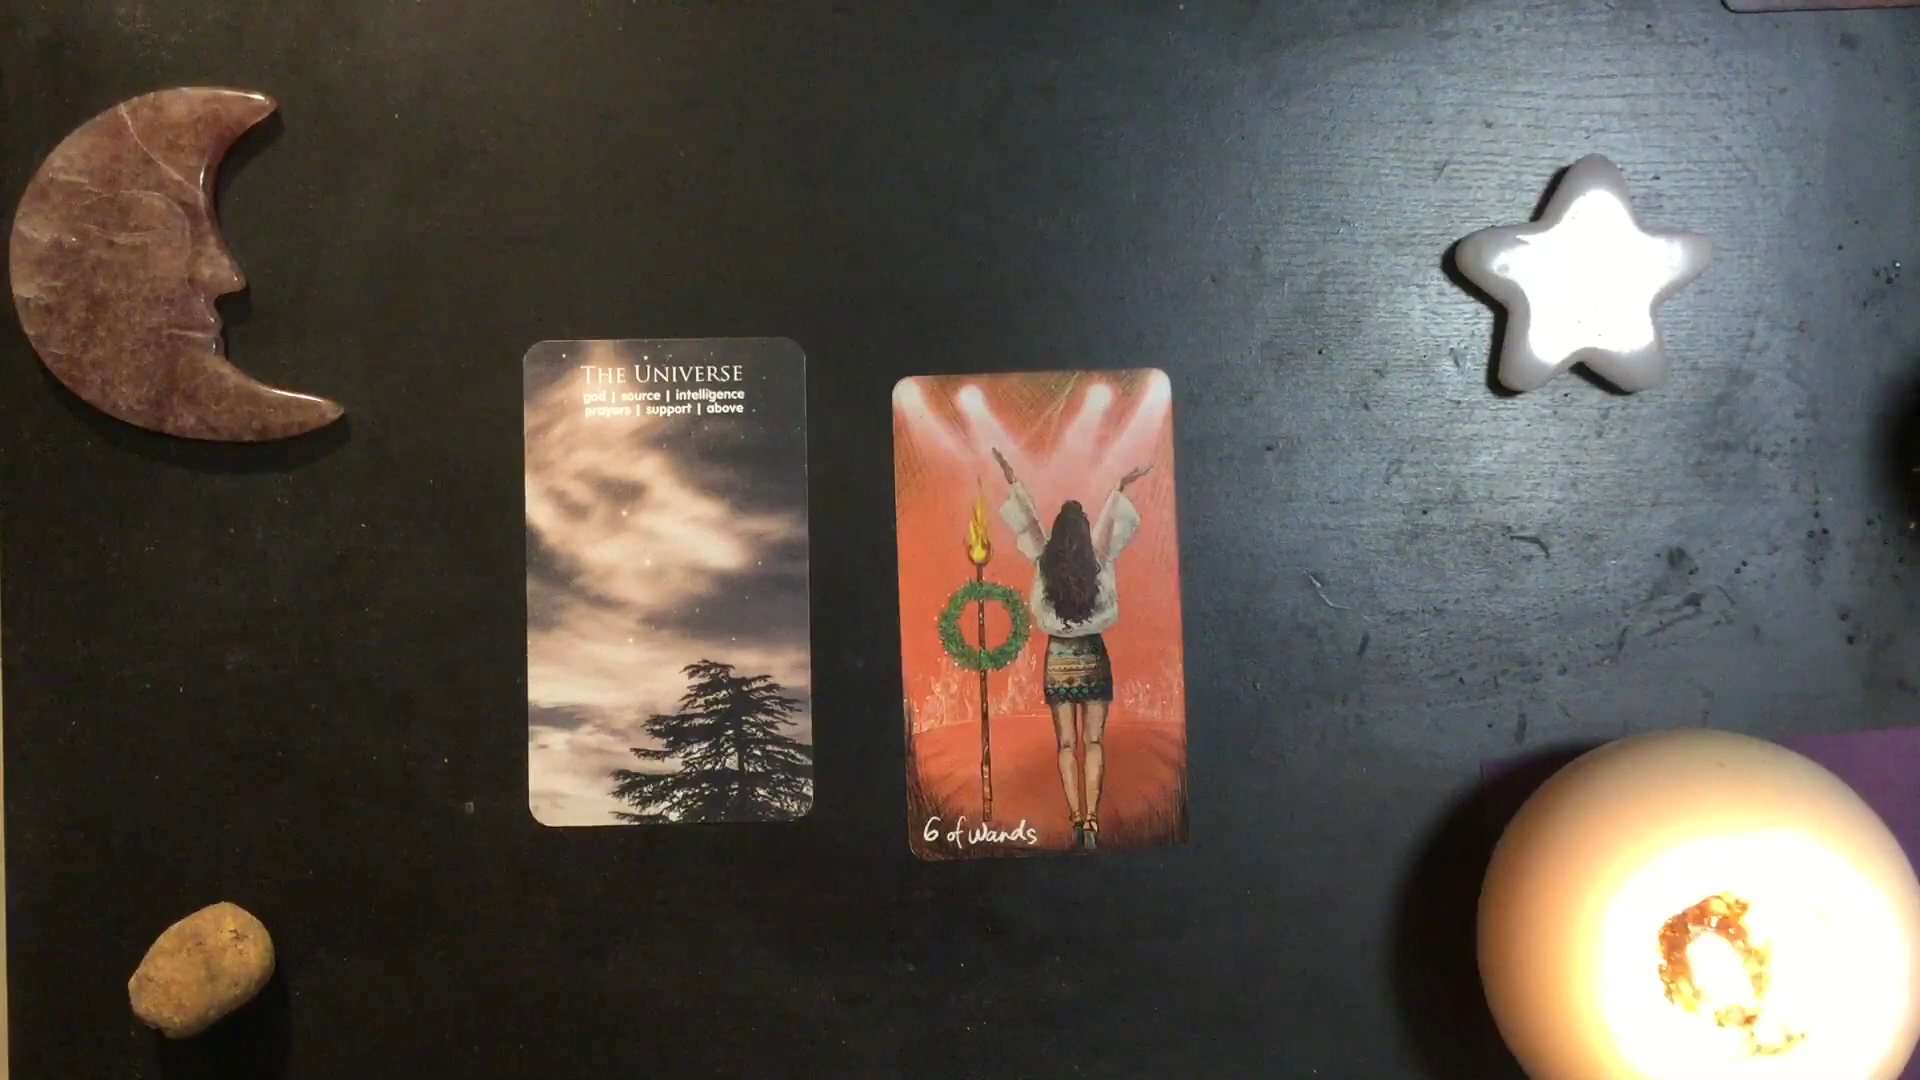 THE UNIVERSE
god | source | intelligence
prayers | support | above
6 of Wands